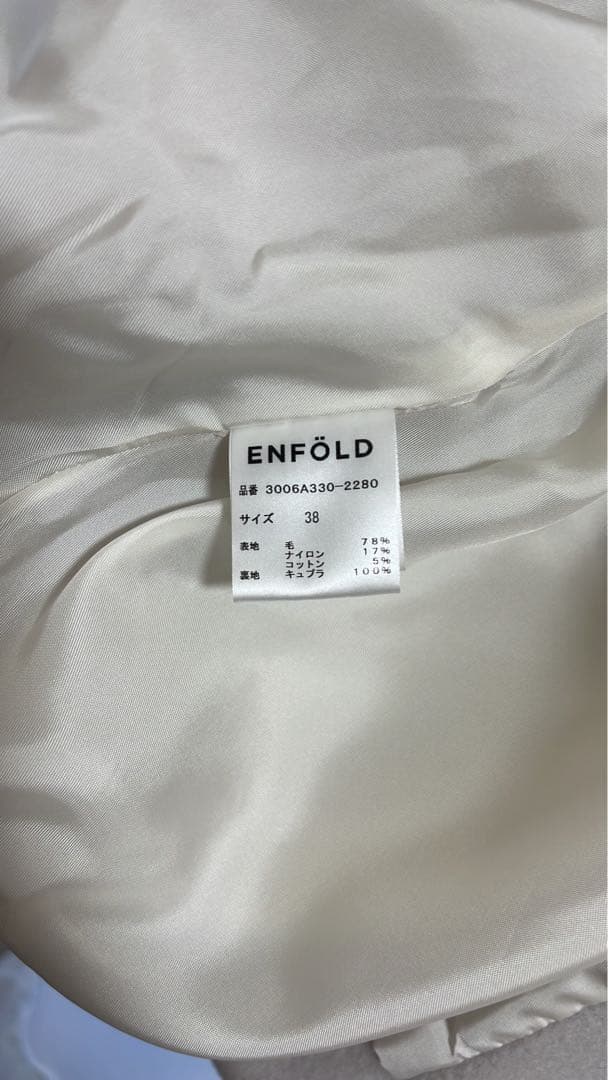 ENFÖLD
品番 3006A330-2280
サイズ 38
表地 毛 78%
ナイロン 17%
コットン 5%
裏地 キュプラ 100%